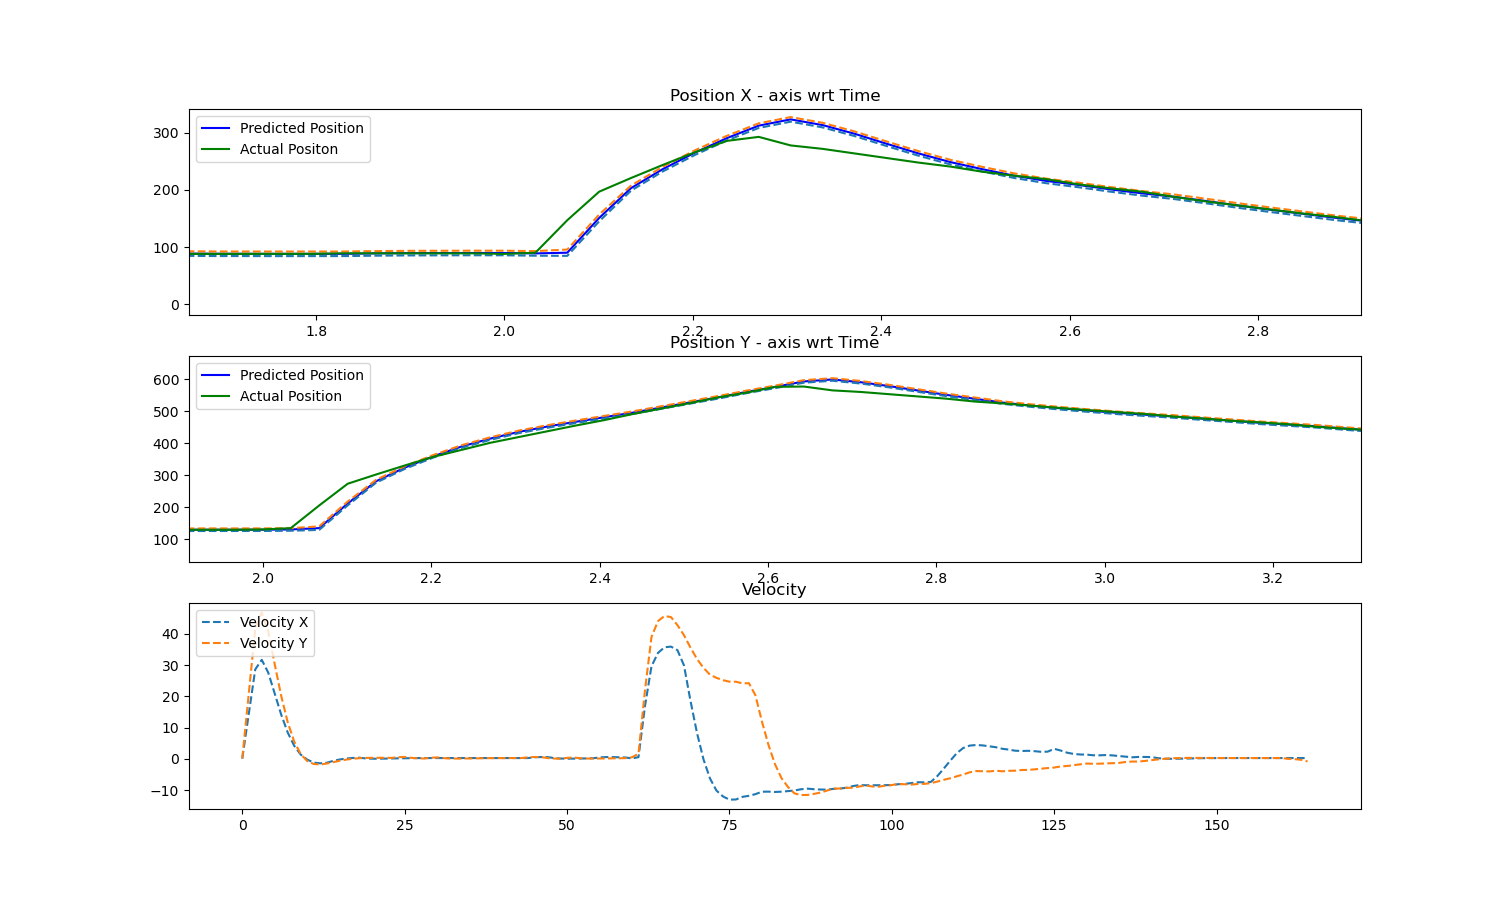 Position X - axis wrt Time
Predicted Position
Actual Positon
300
200
100
0
1.8 2.0 2.2 2.4 2.6 2.8
Position Y - axis wrt Time
Predicted Position
Actual Position
600
500
400
300
200
100
2.0 2.2 2.4 2.6 2.8 3.0 3.2
Velocity
Velocity X
Velocity Y
40
30
20
10
0
−10
0 25 50 75 100 125 150